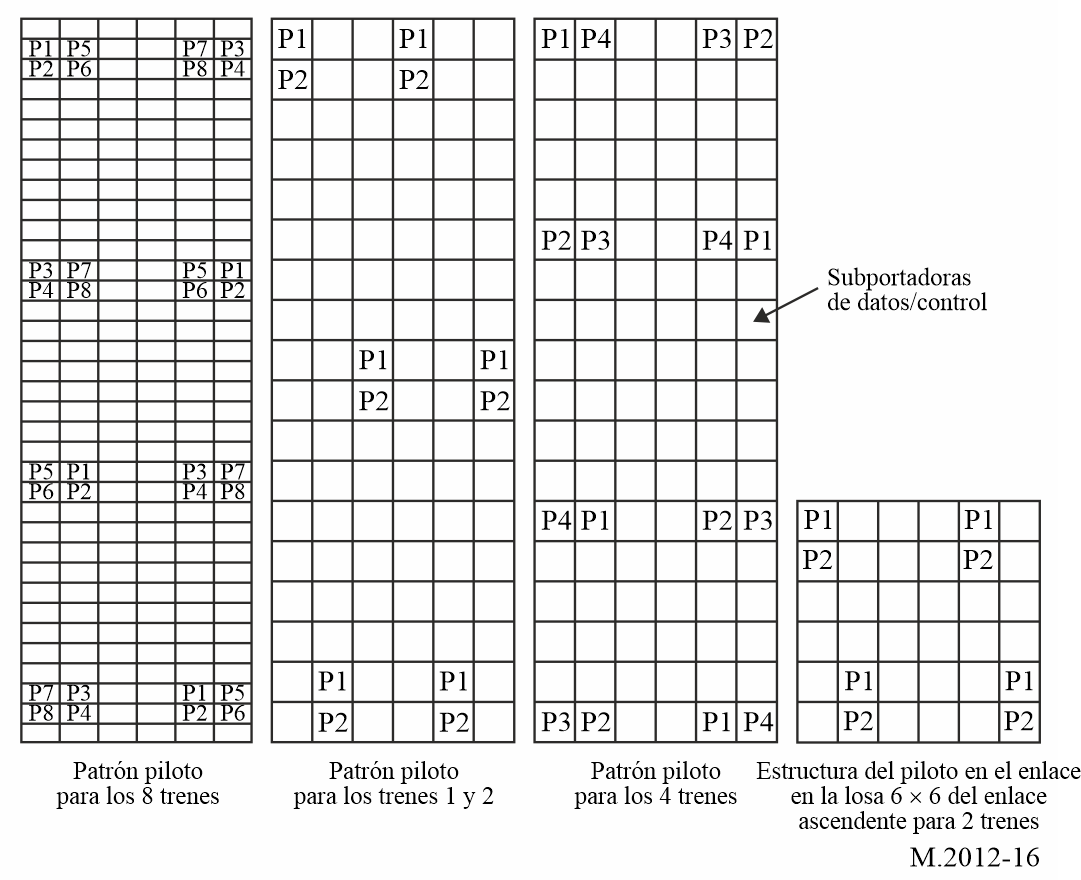 P1 P5 P7 P3
P2 P6 P8 P4
P3 P7 P5 P1
P4 P8 P6 P2
P5 P1 P3 P7
P6 P2 P4 P8
P7 P3 P1 P5
P8 P4 P2 P6
Patrón piloto
para los 8 trenes
P1 P1
P2 P2
P1 P1
P2 P2
P1 P1
P2 P2
Patrón piloto
para los trenes 1 y 2
P1 P4 P3 P2
P2 P3 P4 P1
P4 P1 P2 P3
P3 P2 P1 P4
Patrón piloto
para los 4 trenes
Subportadoras
de datos/control
P1 P1
P2 P2
P1 P1
P2 P2
Estructura del piloto en el enlace
en la losa 6 × 6 del enlace
ascendente para 2 trenes
M.2012-16